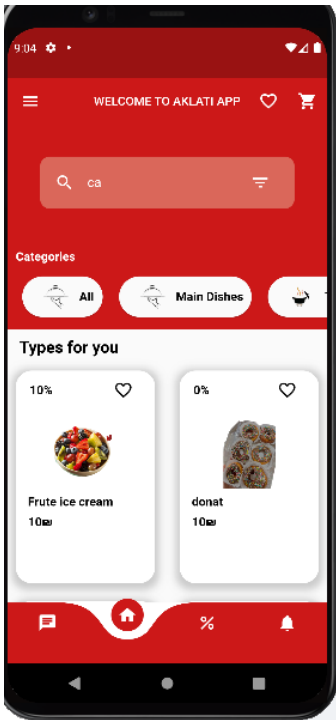 9:04
WELCOME TO AKLATI APP
ca
Categories
All
Main Dishes
Types for you
10%
0%
Frute ice cream
donat
10₪
10₪
%